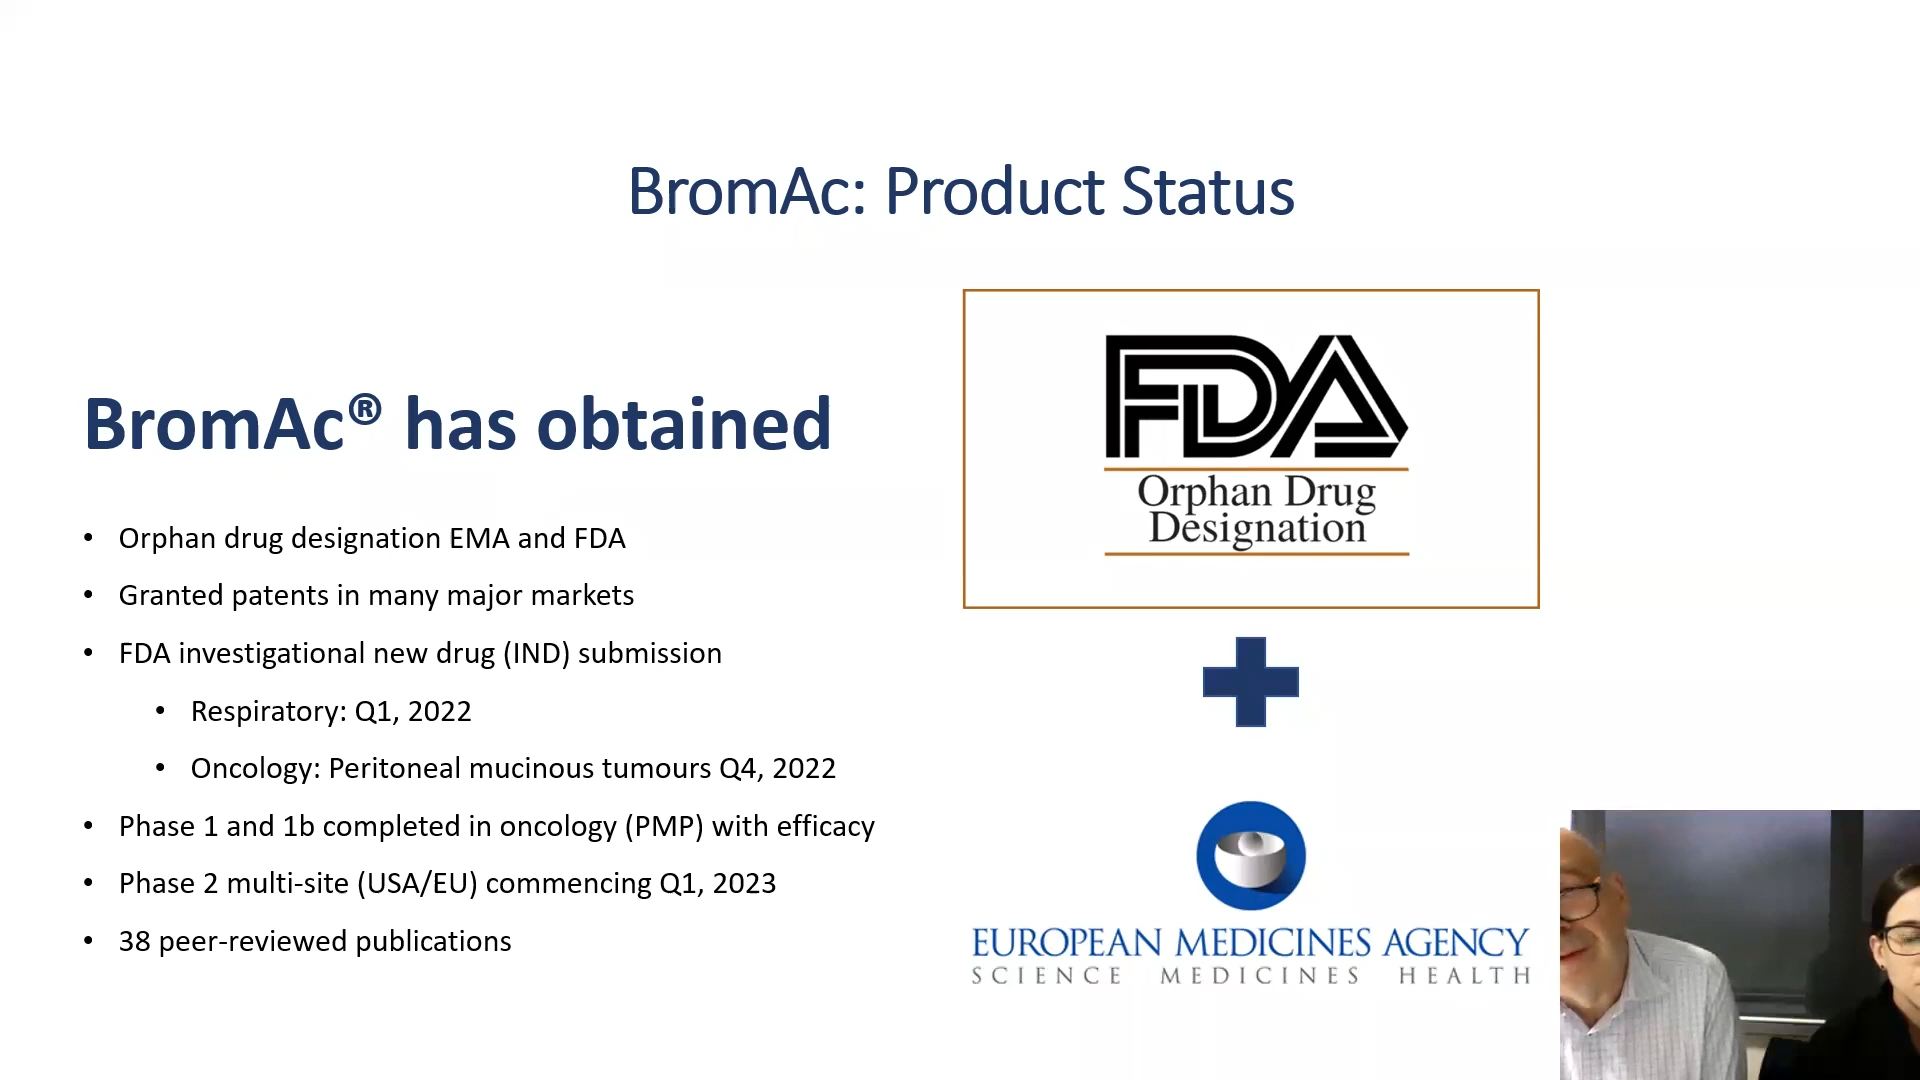 BromAc: Product Status
BromAc® has obtained
• Orphan drug designation EMA and FDA
• Granted patents in many major markets
• FDA investigational new drug (IND) submission
• Respiratory: Q1, 2022
• Oncology: Peritoneal mucinous tumours Q4, 2022
• Phase 1 and 1b completed in oncology (PMP) with efficacy
• Phase 2 multi-site (USA/EU) commencing Q1, 2023
• 38 peer-reviewed publications
FDA
Orphan Drug
Designation
EUROPEAN MEDICINES AGENCY
SCIENCE MEDICINES HEALTH